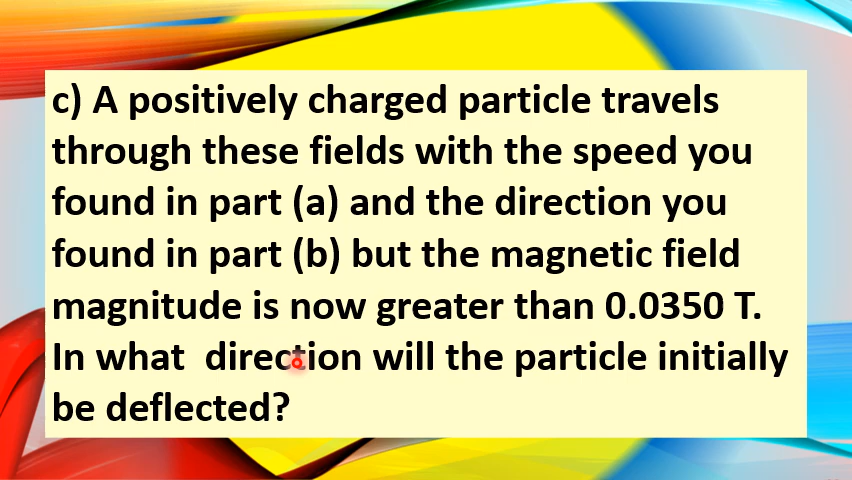 c) A positively charged particle travels
through these fields with the speed you
found in part (a) and the direction you
found in part (b) but the magnetic field
magnitude is now greater than 0.0350 T.
In what  direction will the particle initially
be deflected?